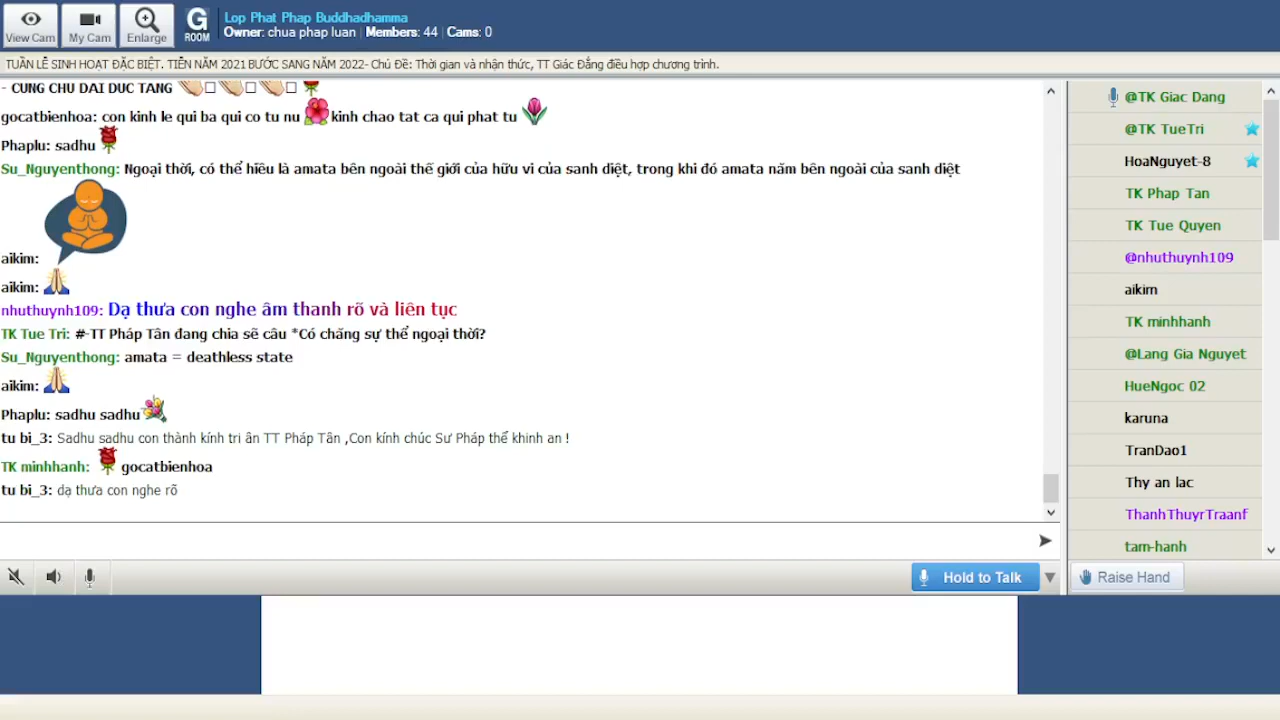 View Cam
My Cam
Enlarge
G
ROOM
Lop Phat Phap Buddhadhamma
Owner: chua phap luan | Members: 44 | Cams: 0
TUẦN LỄ SINH HOẠT ĐẶC BIỆT. TIỄN NĂM 2021 BƯỚC SANG NĂM 2022- Chủ Đề: Thời gian và nhận thức, TT Giác Đẳng điều hợp chương trình.
- CUNG CHU DAI DUC TANG
gocatbienhoa: con kinh le qui ba qui co tu nu kinh chao tat ca qui phat tu
Phaplu: sadhu
Su_Nguyenthong: Ngoại thời, có thể hiều là amata bên ngoài thế giới của hữu vi của sanh diệt, trong khi đó amata năm bên ngoài của sanh diệt
aikim:
aikim:
nhuthuynh109: Dạ thưa con nghe âm thanh rõ và liên tục
TK Tue Tri: #-TT Pháp Tân đang chia sẽ câu *Có chăng sự thể ngoại thời?
Su_Nguyenthong: amata = deathless state
aikim:
Phaplu: sadhu sadhu
tu bi_3: Sadhu sadhu con thành kính tri ân TT Pháp Tân ,Con kính chúc Sư Pháp thể khinh an !
TK minhhanh: gocatbienhoa
tu bi_3: dạ thưa con nghe rõ
Hold to Talk
@TK Giac Dang
@TK TueTri
HoaNguyet-8
TK Phap Tan
TK Tue Quyen
@nhuthuynh109
aikim
TK minhhanh
@Lang Gia Nguyet
HueNgoc 02
karuna
TranDao1
Thy an lac
ThanhThuyrTraanf
tam-hanh
Raise Hand